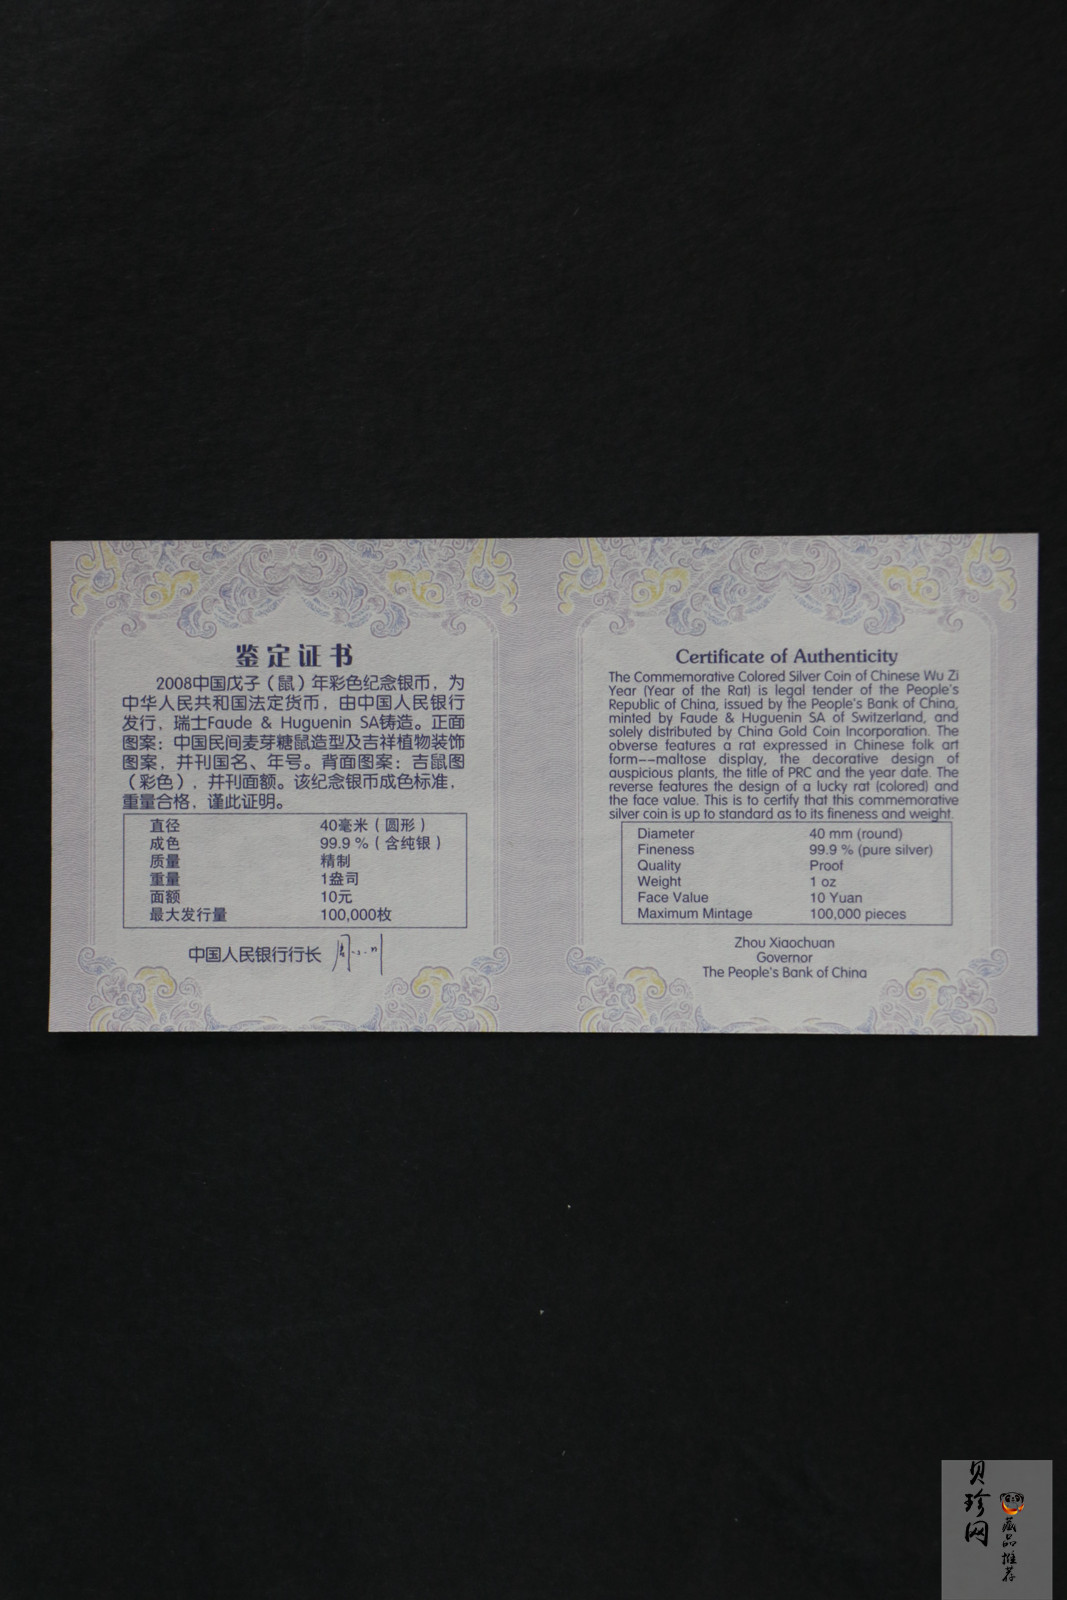 鉴定证书
2008中国戊子（鼠）年彩色纪念银币，为
中华人民共和国法定货币，由中国人民银行
发行，瑞士Faude & Huguenin SA铸造。正面
图案：中国民间麦芽糖鼠造型及吉祥植物装饰
图案，并刊国名、年号。背面图案：吉鼠图
（彩色），并刊面额。该纪念银币成色标准，
重量合格，谨此证明。
直径 40毫米（圆形）
成色 99.9 %（含纯银）
质量 精制
重量 1盎司
面额 10元
最大发行量 100,000枚
中国人民银行行长
Certificate of Authenticity
The Commemorative Colored Silver Coin of Chinese Wu Zi
Year (Year of the Rat) is legal tender of the People's
Republic of China, issued by the People's Bank of China,
minted by Faude & Huguenin SA of Switzerland, and
solely distributed by China Gold Coin Incorporation. The
obverse features a rat expressed in Chinese folk art
form--maltose display, the decorative design of
auspicious plants, the title of PRC and the year date. The
reverse features the design of a lucky rat (colored) and
the face value. This is to certify that this commemorative
silver coin is up to standard as to its fineness and weight.
Diameter 40 mm (round)
Fineness 99.9 % (pure silver)
Quality Proof
Weight 1 oz
Face Value 10 Yuan
Maximum Mintage 100,000 pieces
Zhou Xiaochuan
Governor
The People's Bank of China
贝珍网
藏品推荐